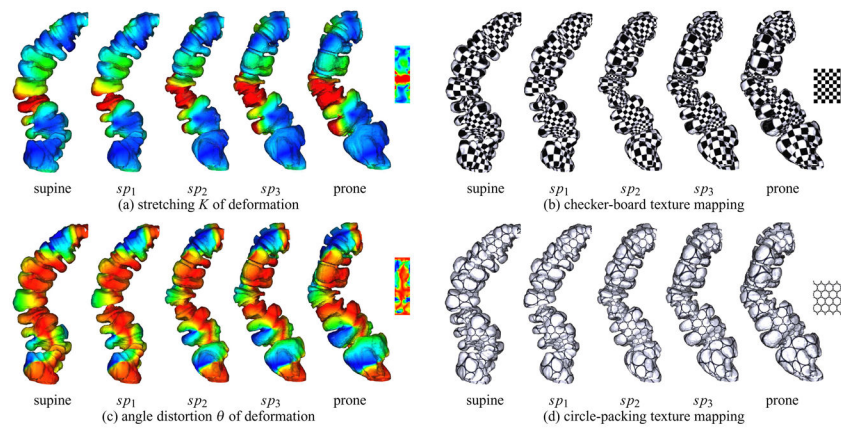 supine sp₁ sp₂ sp₃ prone
(a) stretching K of deformation
supine sp₁ sp₂ sp₃ prone
(b) checker-board texture mapping
supine sp₁ sp₂ sp₃ prone
(c) angle distortion θ of deformation
supine sp₁ sp₂ sp₃ prone
(d) circle-packing texture mapping